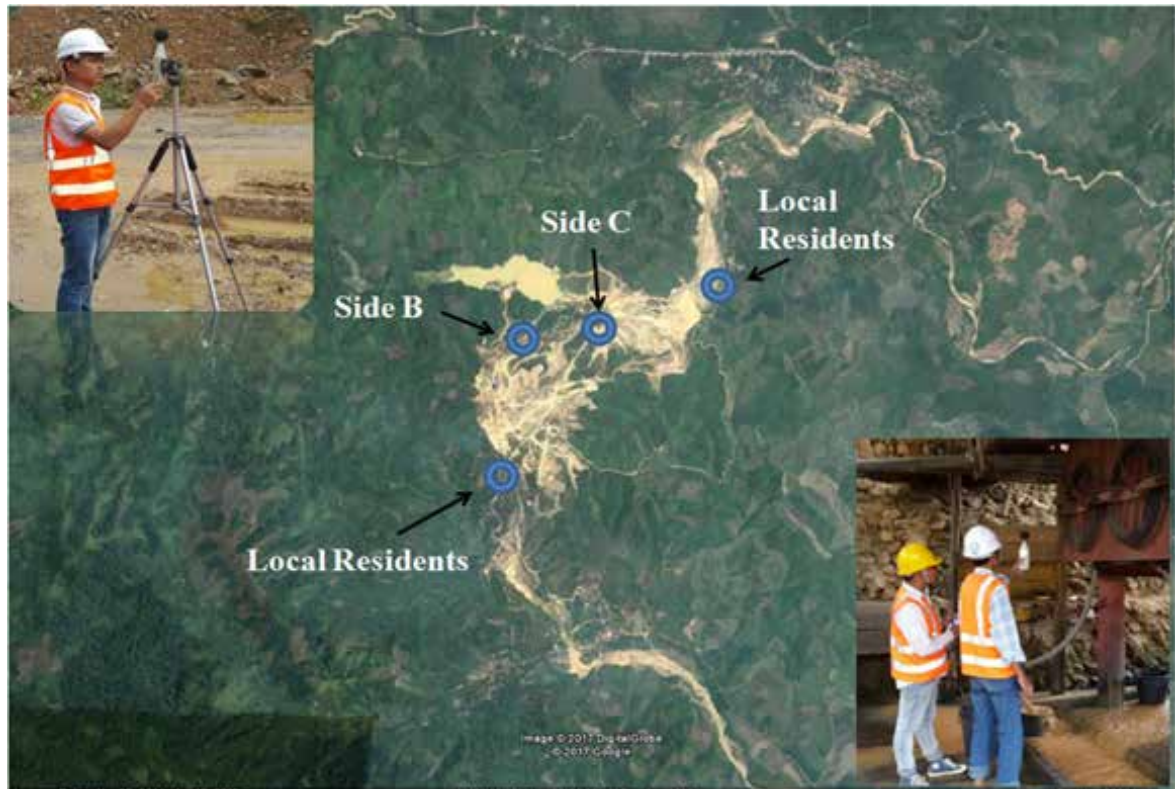 Side C
Local
Residents
Side B
Local Residents
Image © 2017 DigitalGlobe
© 2017 Google